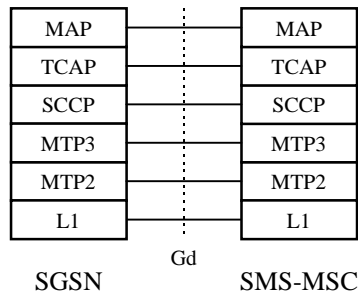 MAP MAP
TCAP TCAP
SCCP SCCP
MTP3 MTP3
MTP2 MTP2
L1 L1
Gd
SGSN SMS-MSC